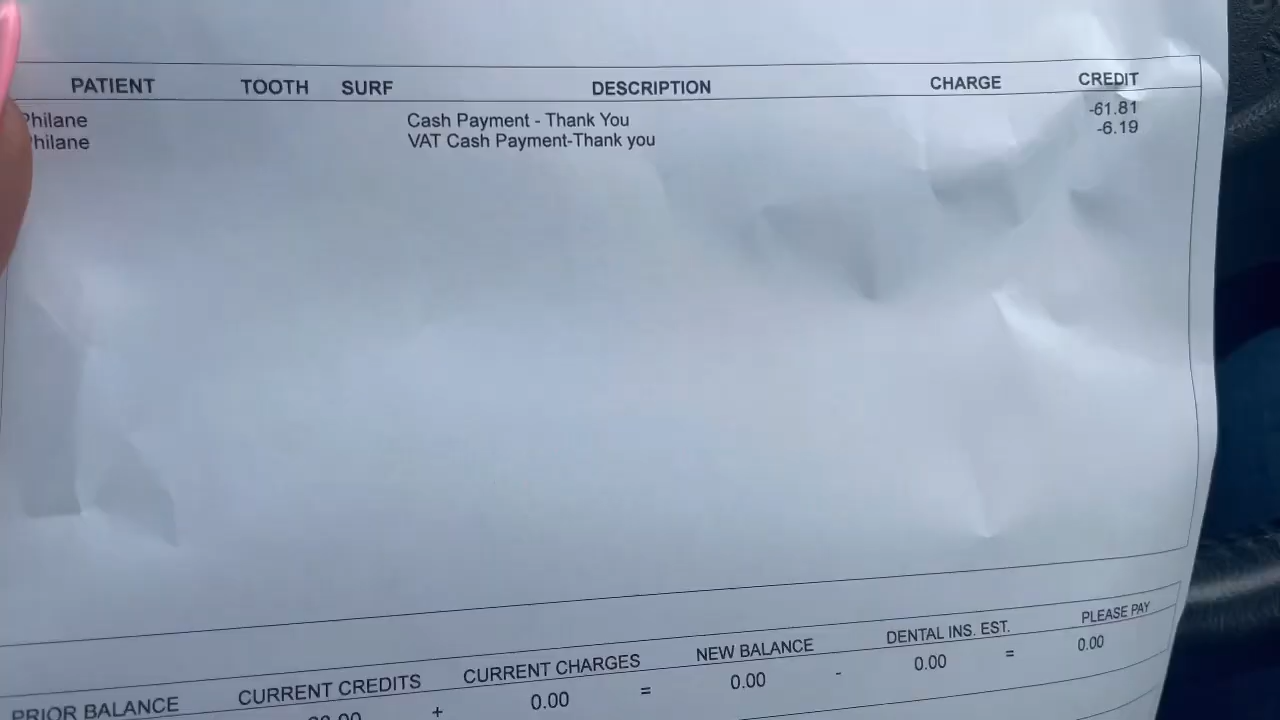 PATIENT TOOTH SURF DESCRIPTION CHARGE CREDIT
Philane Cash Payment - Thank You -61.81
Philane VAT Cash Payment-Thank you -6.19
PRIOR BALANCE CURRENT CREDITS CURRENT CHARGES NEW BALANCE DENTAL INS. EST. PLEASE PAY
+ 0.00 = 0.00 - 0.00 = 0.00